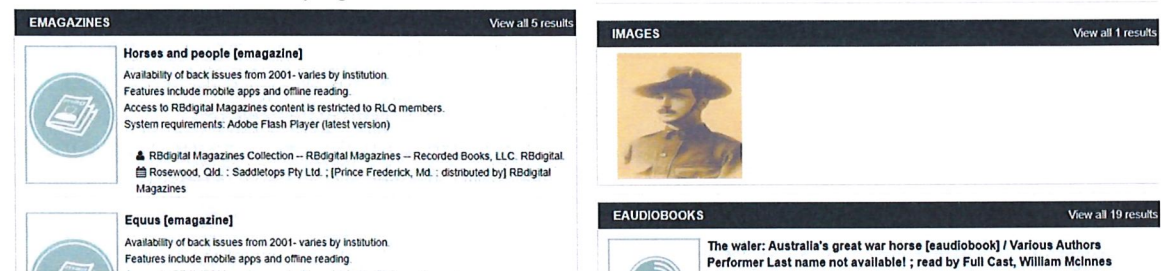 EMAGAZINES View all 5 results
Horses and people [emagazine]
Availability of back issues from 2001- varies by institution.
Features include mobile apps and offline reading.
Access to RBdigital Magazines content is restricted to RLQ members.
System requirements: Adobe Flash Player (latest version)
RBdigital Magazines Collection -- RBdigital Magazines -- Recorded Books, LLC. RBdigital.
Rosewood, Qld. : Saddletops Pty Ltd. ; [Prince Frederick, Md. : distributed by] RBdigital
Magazines
Equus [emagazine]
Availability of back issues from 2001- varies by institution.
Features include mobile apps and offline reading.
IMAGES View all 1 results
EAUDIOBOOKS View all 19 results
The waler: Australia's great war horse [eaudiobook] / Various Authors
Performer Last name not available! ; read by Full Cast, William McInnes